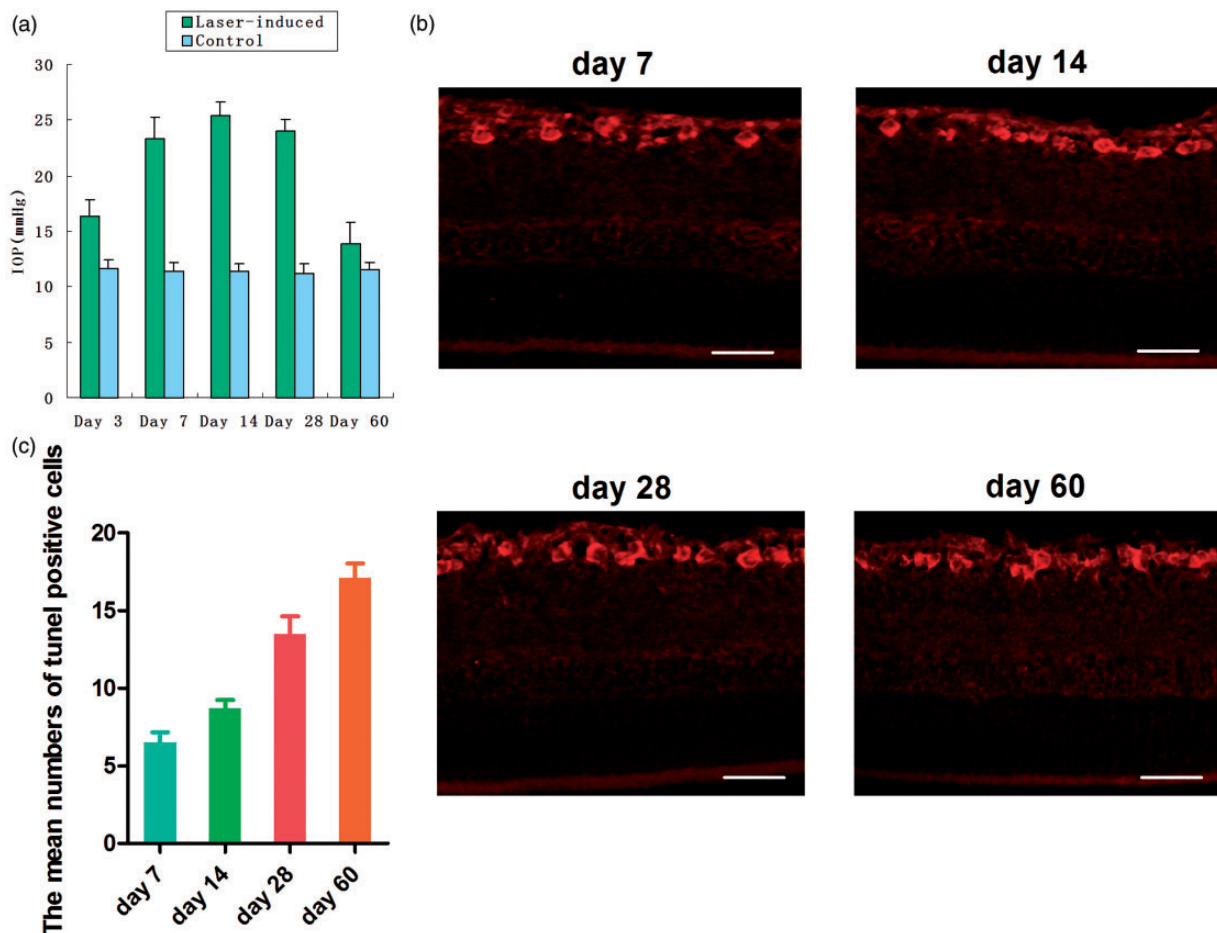 (a)
Laser-induced
Control
30
25
20
15
10
5
0
IOP(mmHg)
Day 3 Day 7 Day 14 Day 28 Day 60
(b)
day 7
day 14
day 28
day 60
(c)
The mean numbers of tunel positive cells
20
15
10
5
0
day 7
day 14
day 28
day 60